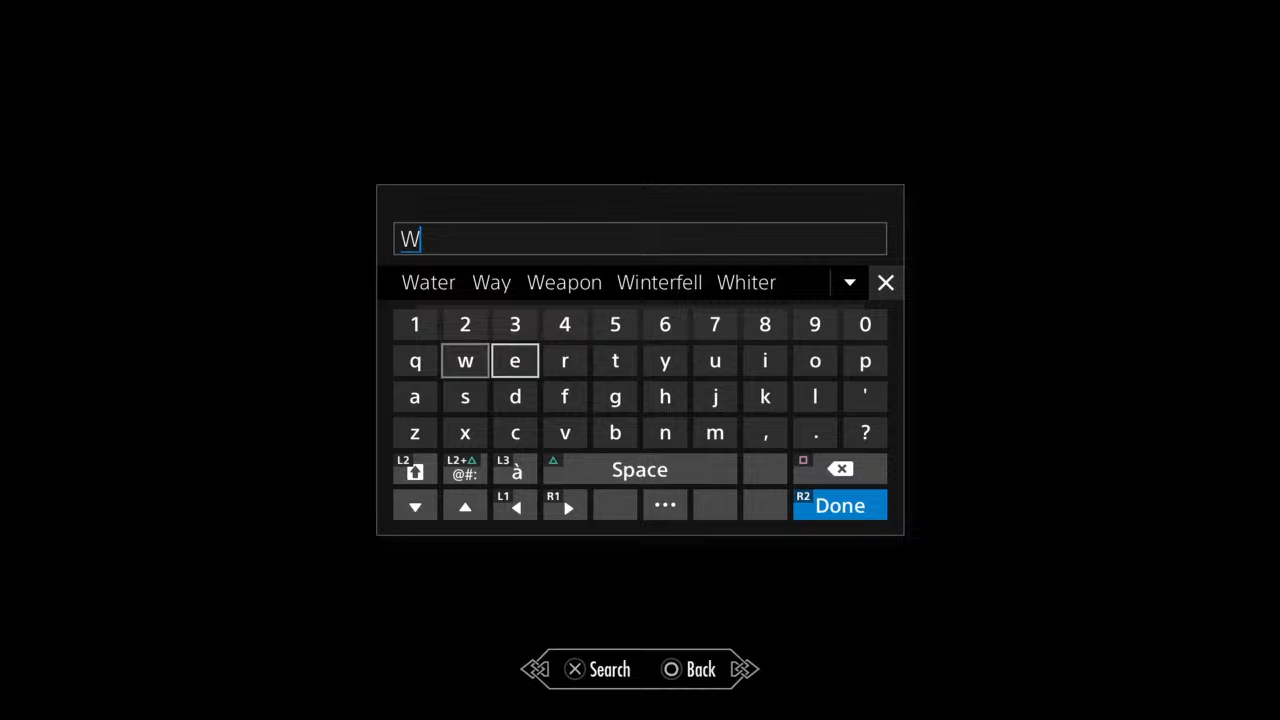 W
Water Way Weapon Winterfell Whiter
1 2 3 4 5 6 7 8 9 0
q w e r t y u i o p
a s d f g h j k l '
z x c v b n m , . ?
L2 L2+△ @#: L3 à △ Space □
L1 R1 ... R2 Done
Search Back